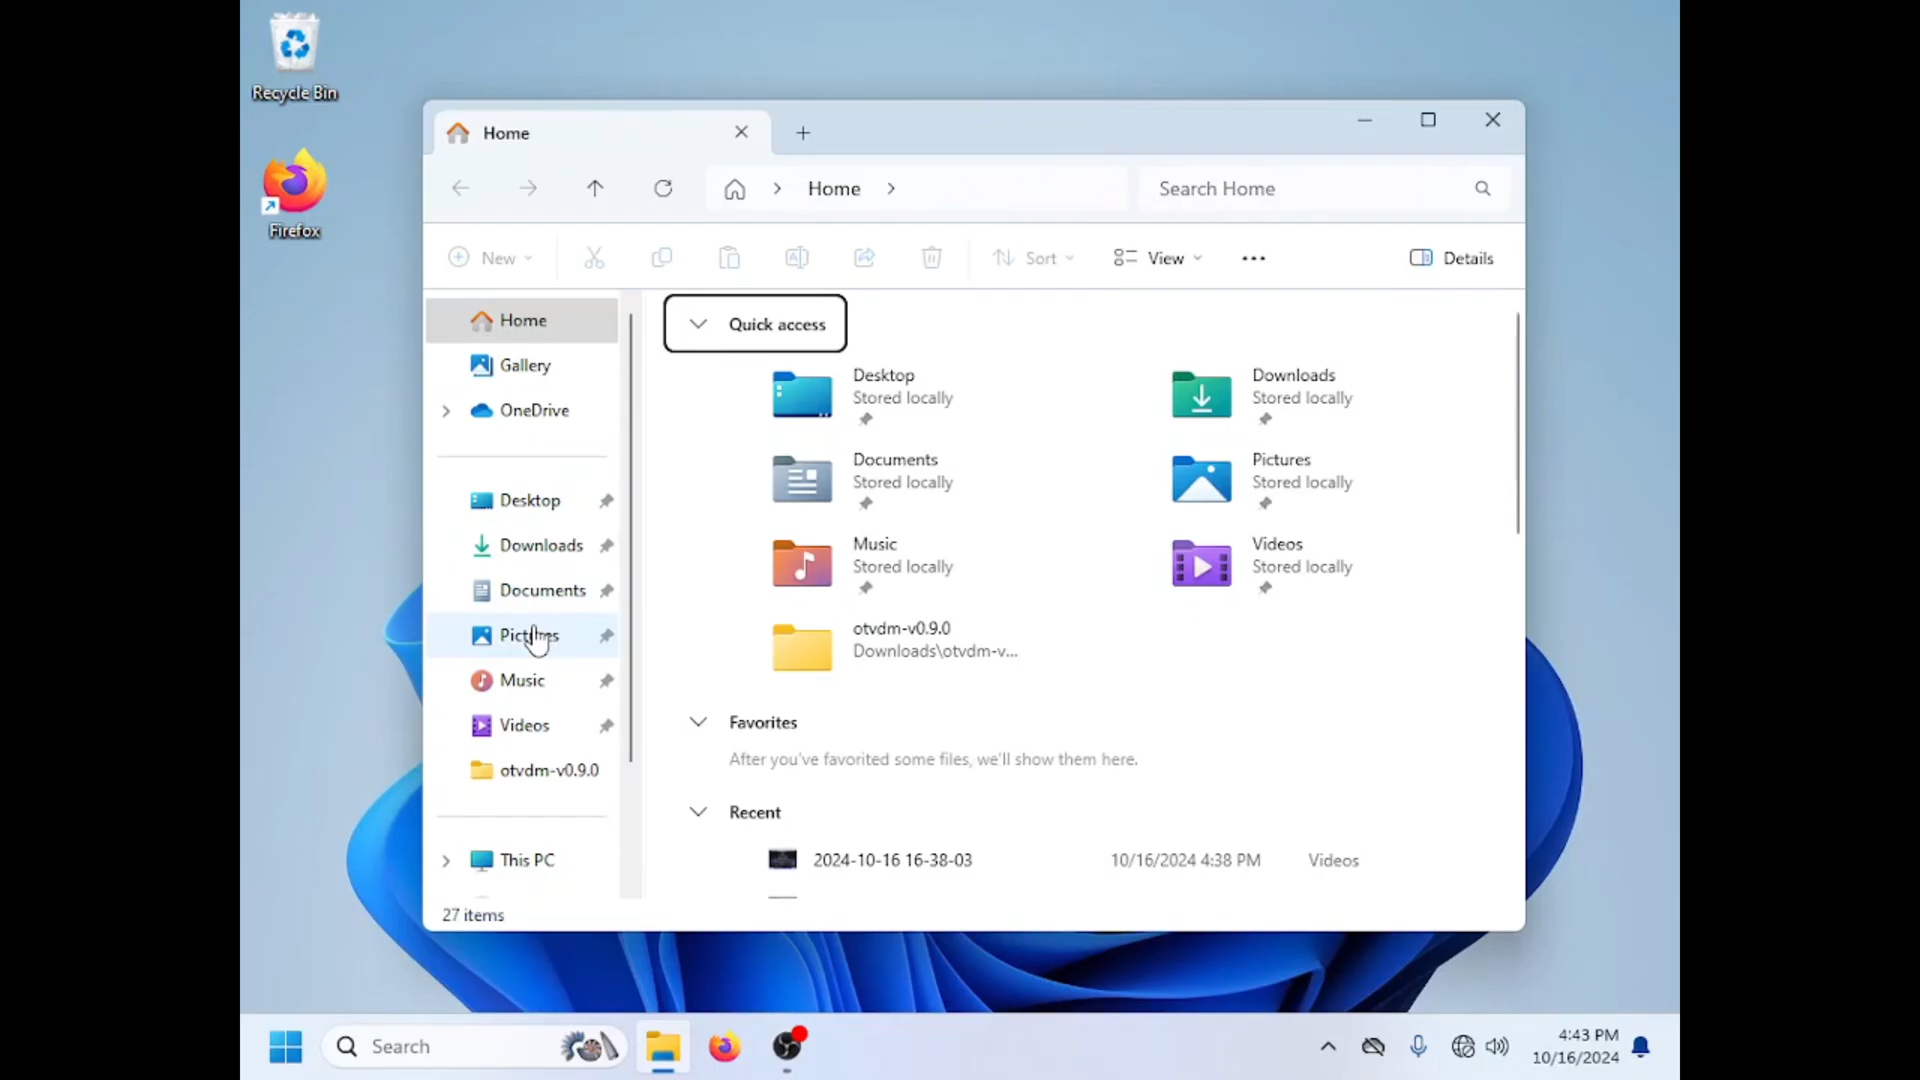 Recycle Bin
Firefox
Home
Home
Search Home
New
Sort
View
Details
Home
Gallery
OneDrive
Desktop
Downloads
Documents
Pictures
Music
Videos
otvdm-v0.9.0
This PC
Quick access
Desktop
Stored locally
Downloads
Stored locally
Documents
Stored locally
Pictures
Stored locally
Music
Stored locally
Videos
Stored locally
otvdm-v0.9.0
Downloads\otvdm-v...
Favorites
After you've favorited some files, we'll show them here.
Recent
2024-10-16 16-38-03 10/16/2024 4:38 PM Videos
27 items
Search
4:43 PM
10/16/2024